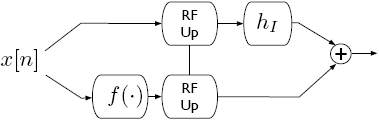 RF
Up
h_I
x[n]
+
f(·)
RF
Up